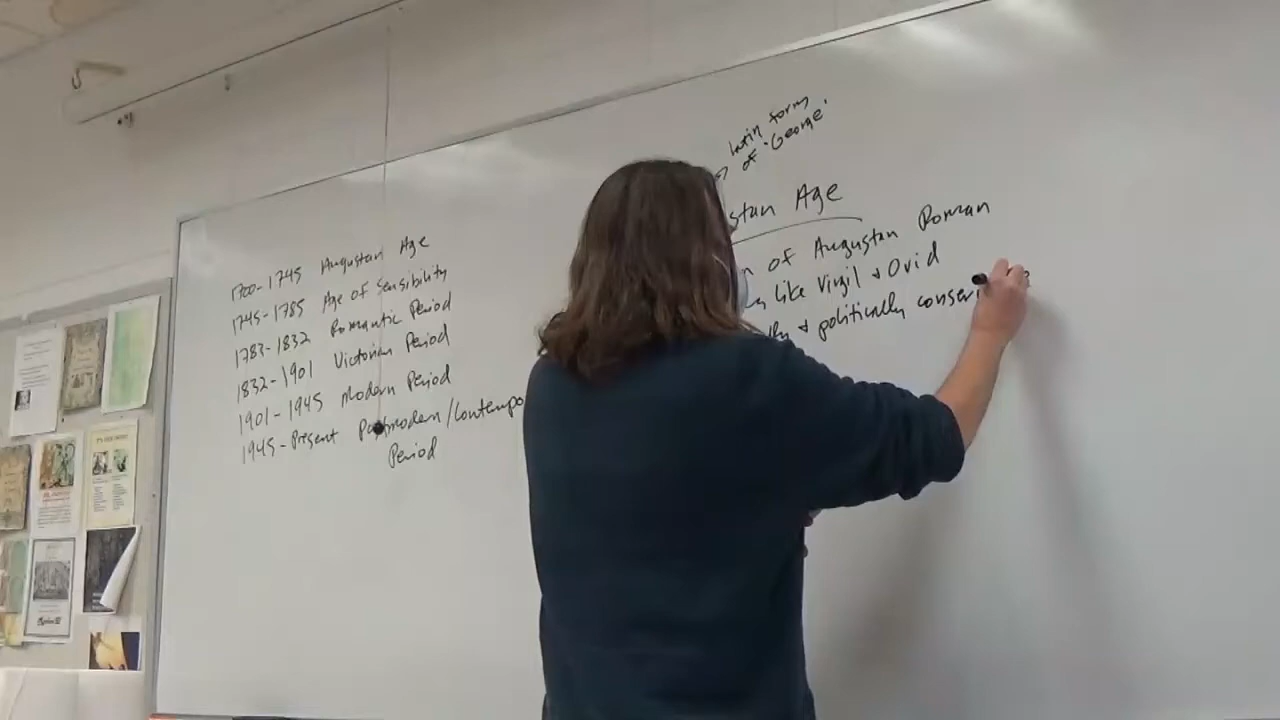 1700-1745 Augustan Age
1745-1785 Age of Sensibility
1783-1832 Romantic Period
1832-1901 Victorian Period
1901-1945 Modern Period
1945-Present Postmodern/Contempo
Period
latin form
of 'George'
stan Age
of Augustan Roman
like Virgil + Ovid
+ politically conser